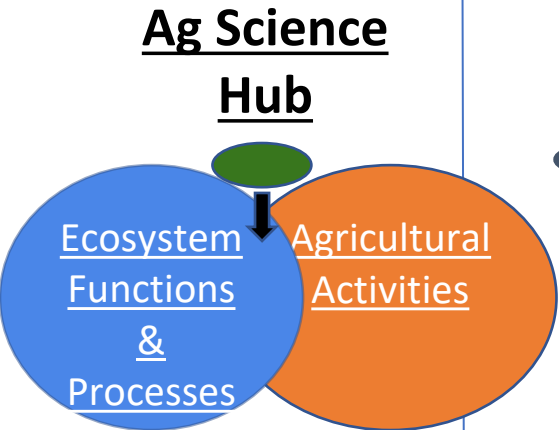 Ag Science
Hub
Ecosystem
Functions
&
Processes
Agricultural
Activities